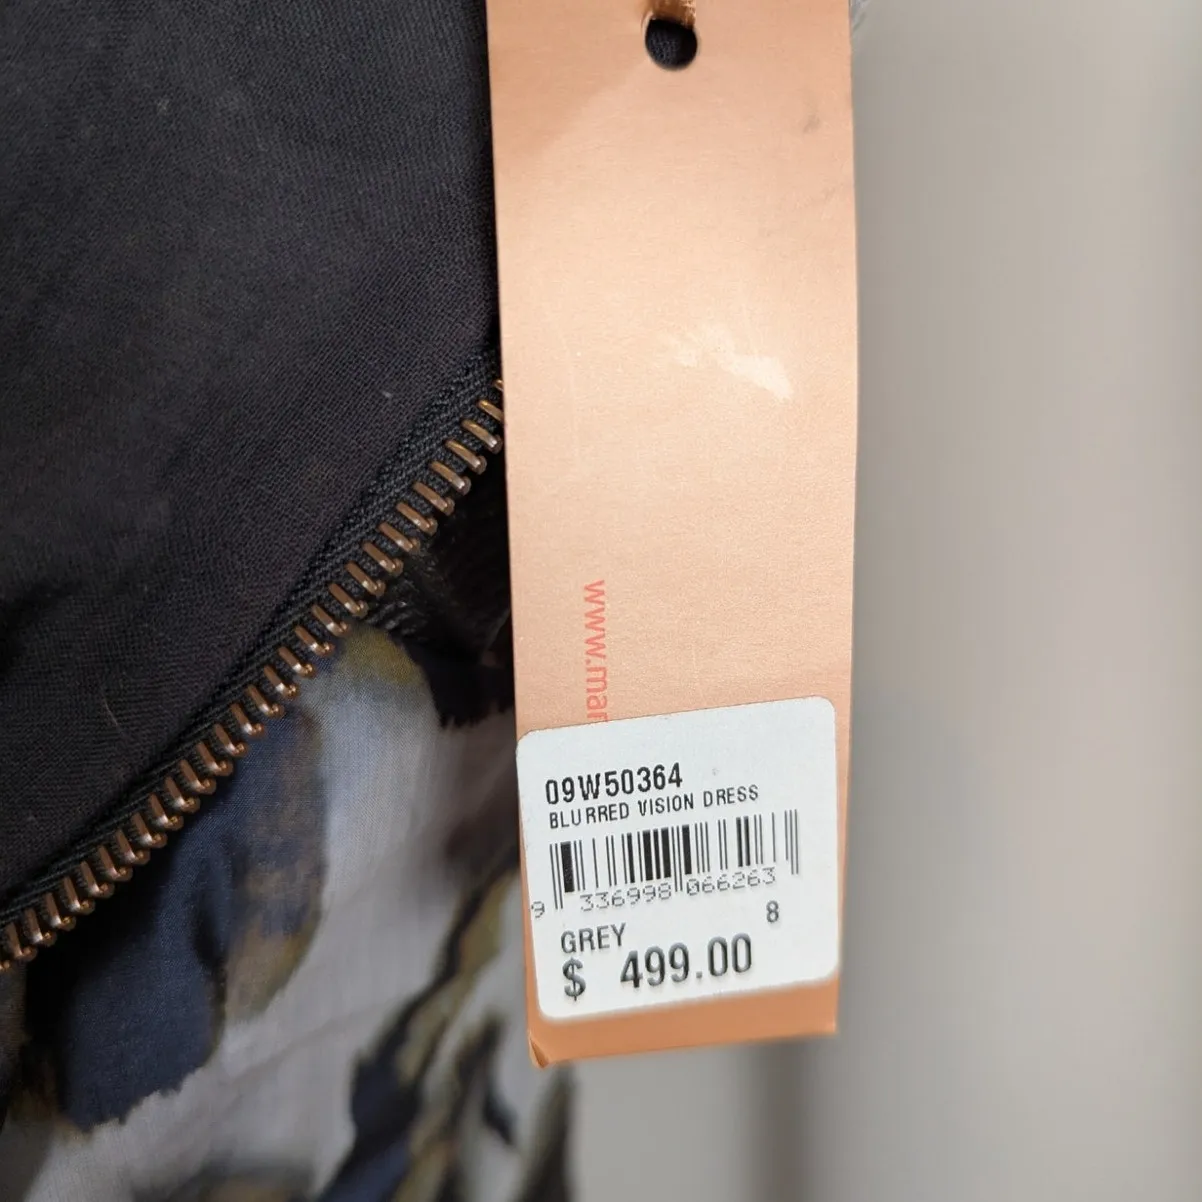 www.mar
09W50364
BLURRED VISION DRESS
9 336998 066263
GREY 8
$ 499.00